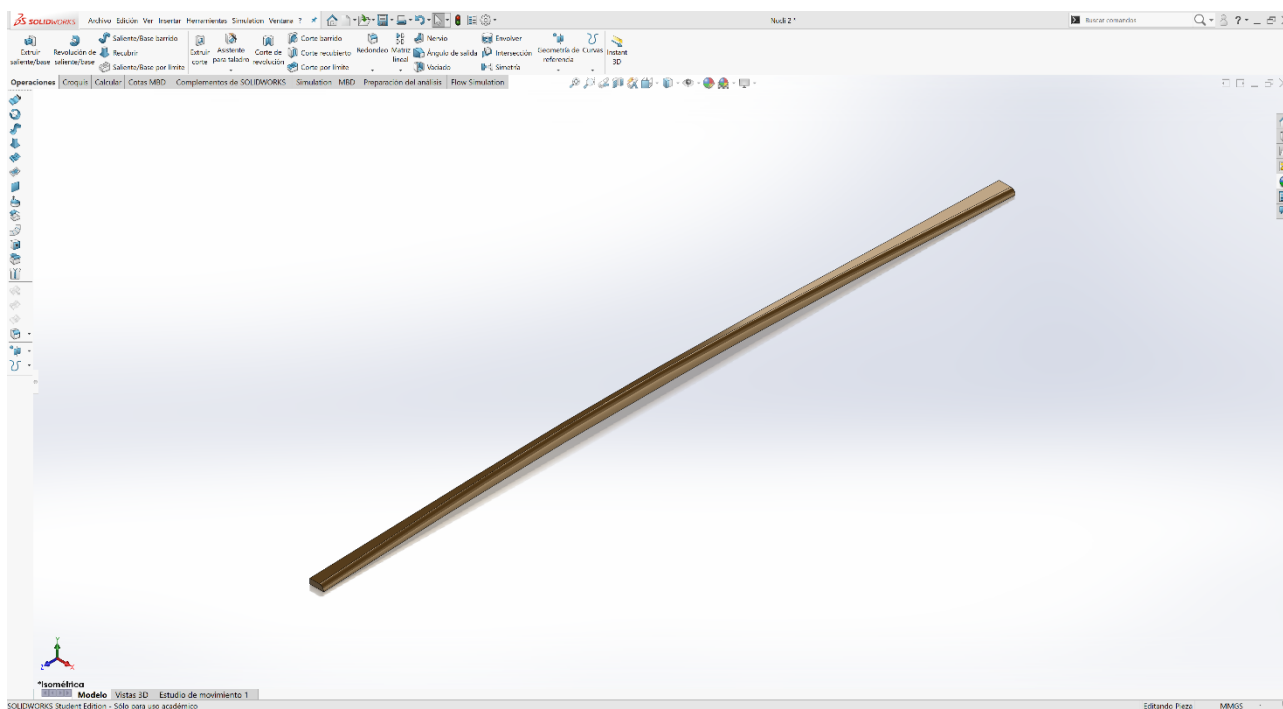 SOLIDWORKS Archivo Edición Ver Insertar Herramientas Simulation Ventana ? Nudi 2 * Buscar comandos ?
Extruir saliente/base
Revolución de saliente/base
Saliente/Base barrido
Recubrir
Saliente/Base por límite
Extruir corte
Asistente para taladro
Corte de revolución
Corte barrido
Corte recubierto
Corte por límite
Redondeo
Matriz lineal
Nervio
Ángulo de salida
Vaciado
Envolver
Intersección
Simetría
Geometría de referencia
Curvas
Instant 3D
Operaciones Croquis Calcular Cotas MBD Complementos de SOLIDWORKS Simulation MBD Preparación del análisis Flow Simulation
Y
Z X
*Isométrica
Modelo Vistas 3D Estudio de movimiento 1
SOLIDWORKS Student Edition - Sólo para uso académico Editando Pieza MMGS